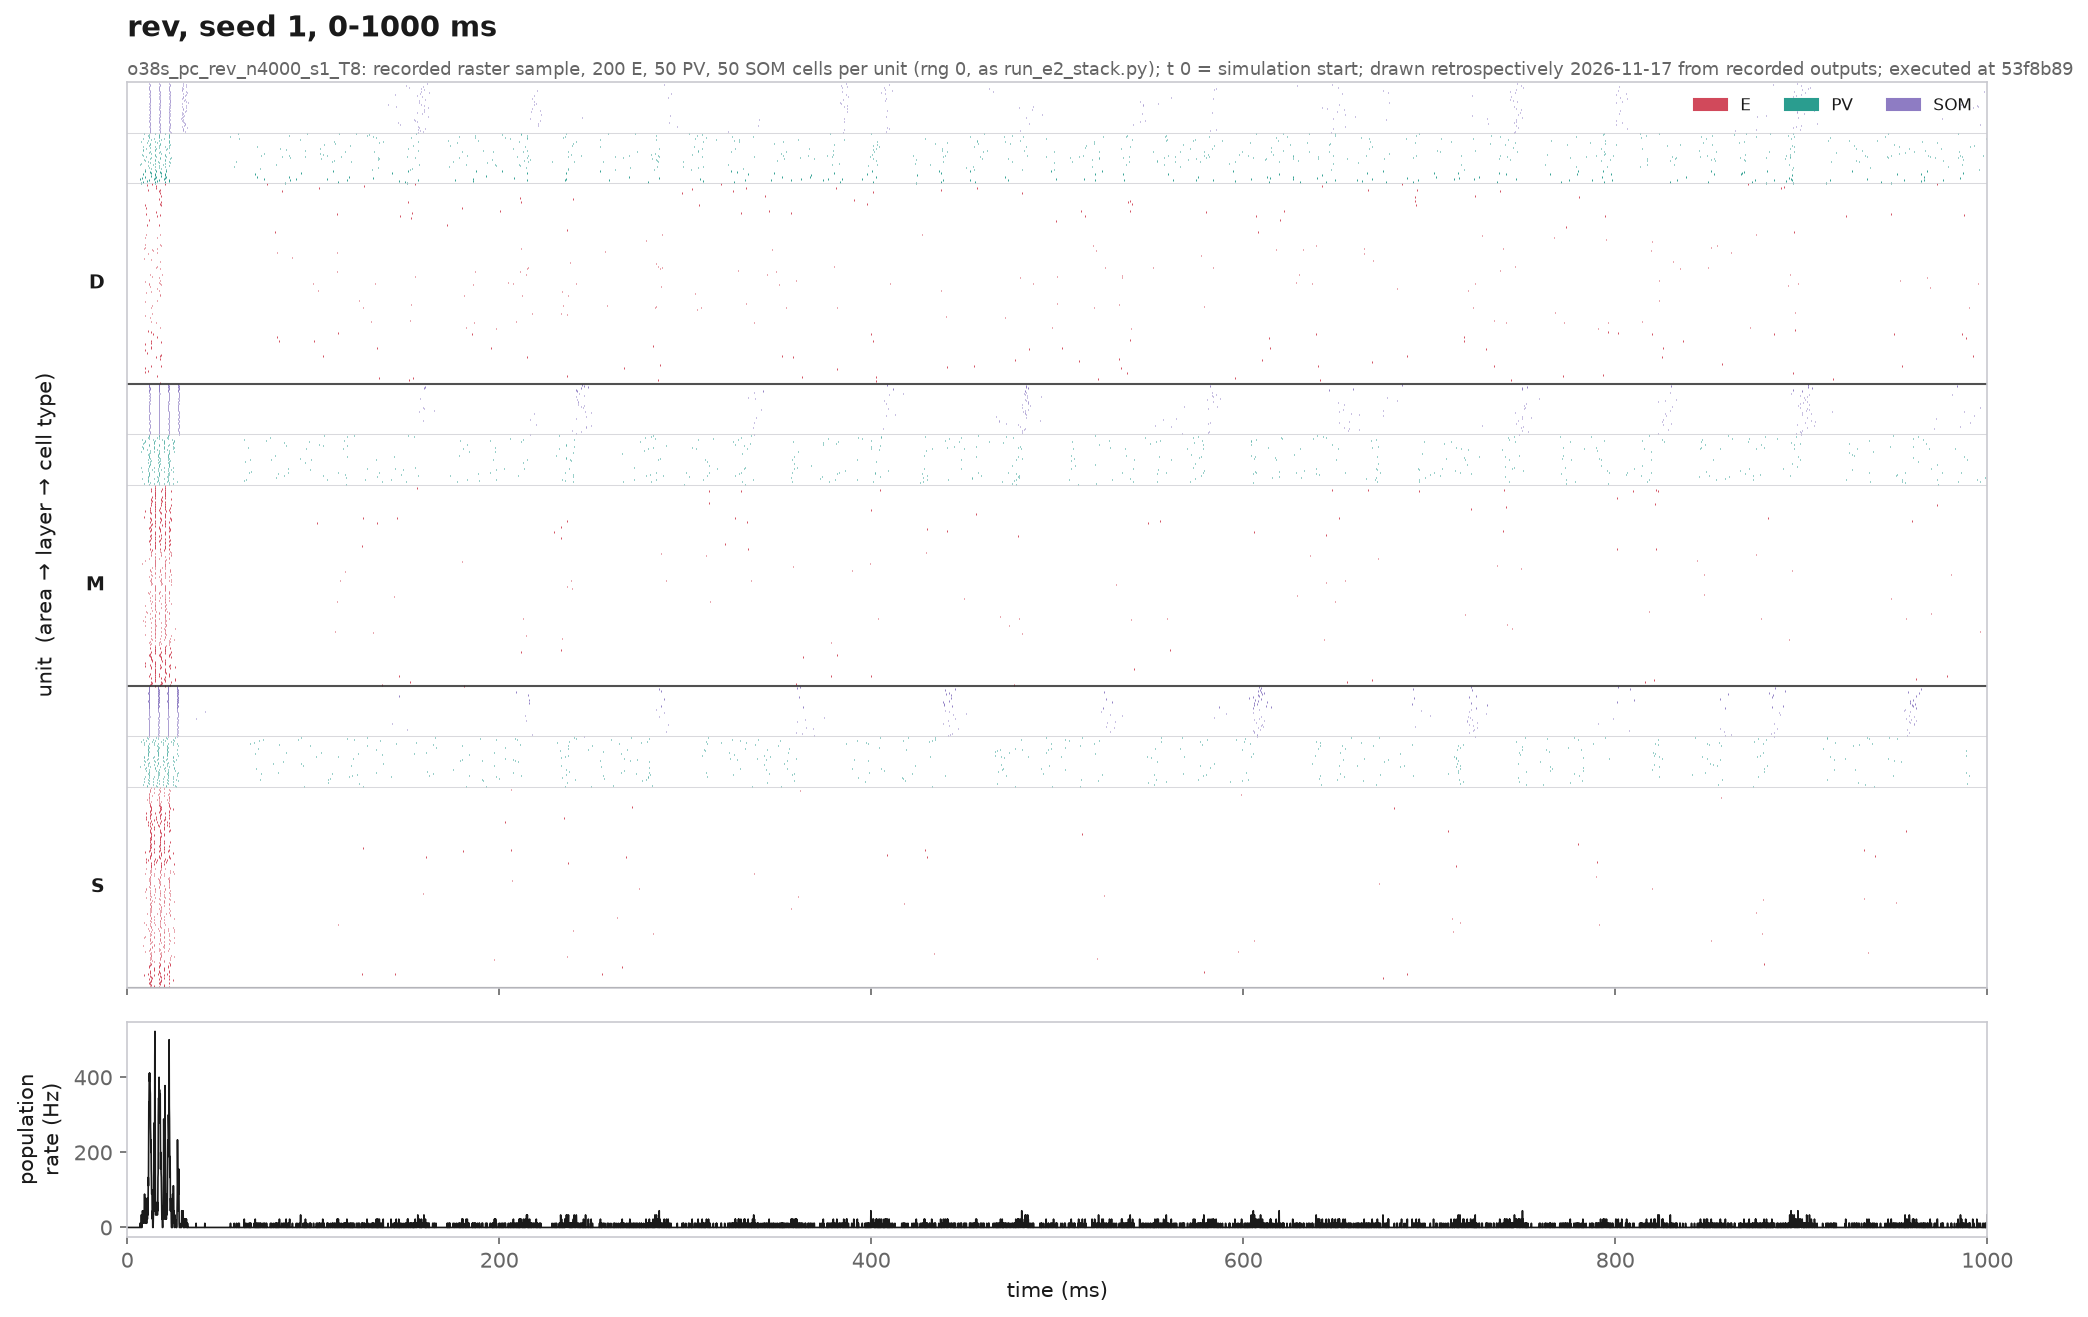 rev, seed 1, 0-1000 ms
o38s_pc_rev_n4000_s1_T8: recorded raster sample, 200 E, 50 PV, 50 SOM cells per unit (rng 0, as run_e2_stack.py); t 0 = simulation start; drawn retrospectively 2026-11-17 from recorded outputs; executed at 53f8b89
E PV SOM
D
M
S
unit (area → layer → cell type)
400
200
0
population
rate (Hz)
0 200 400 600 800 1000
time (ms)